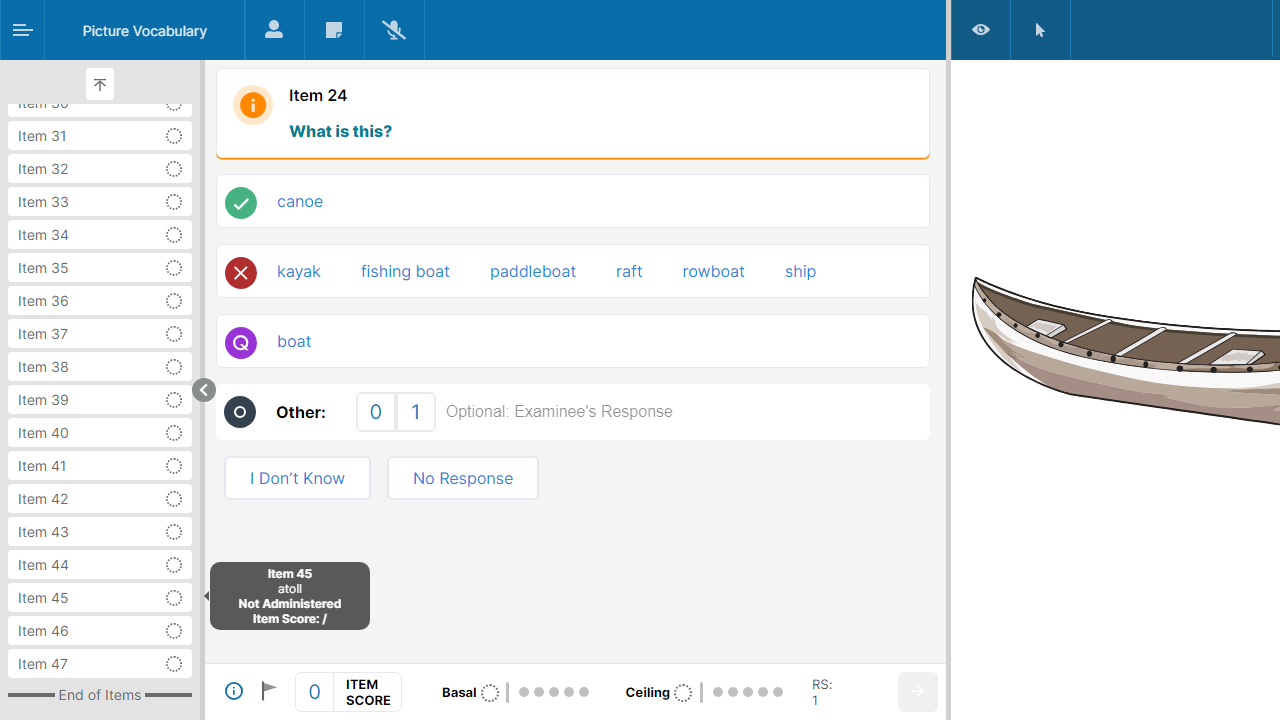 Picture Vocabulary
Item 30
Item 31
Item 32
Item 33
Item 34
Item 35
Item 36
Item 37
Item 38
Item 39
Item 40
Item 41
Item 42
Item 43
Item 44
Item 45
Item 46
Item 47
End of Items
Item 24
What is this?
canoe
kayak fishing boat paddleboat raft rowboat ship
Q boat
Other: 0 1 Optional: Examinee's Response
I Don’t Know No Response
Item 45
atoll
Not Administered
Item Score: /
0 ITEM SCORE
Basal
Ceiling
RS:
1